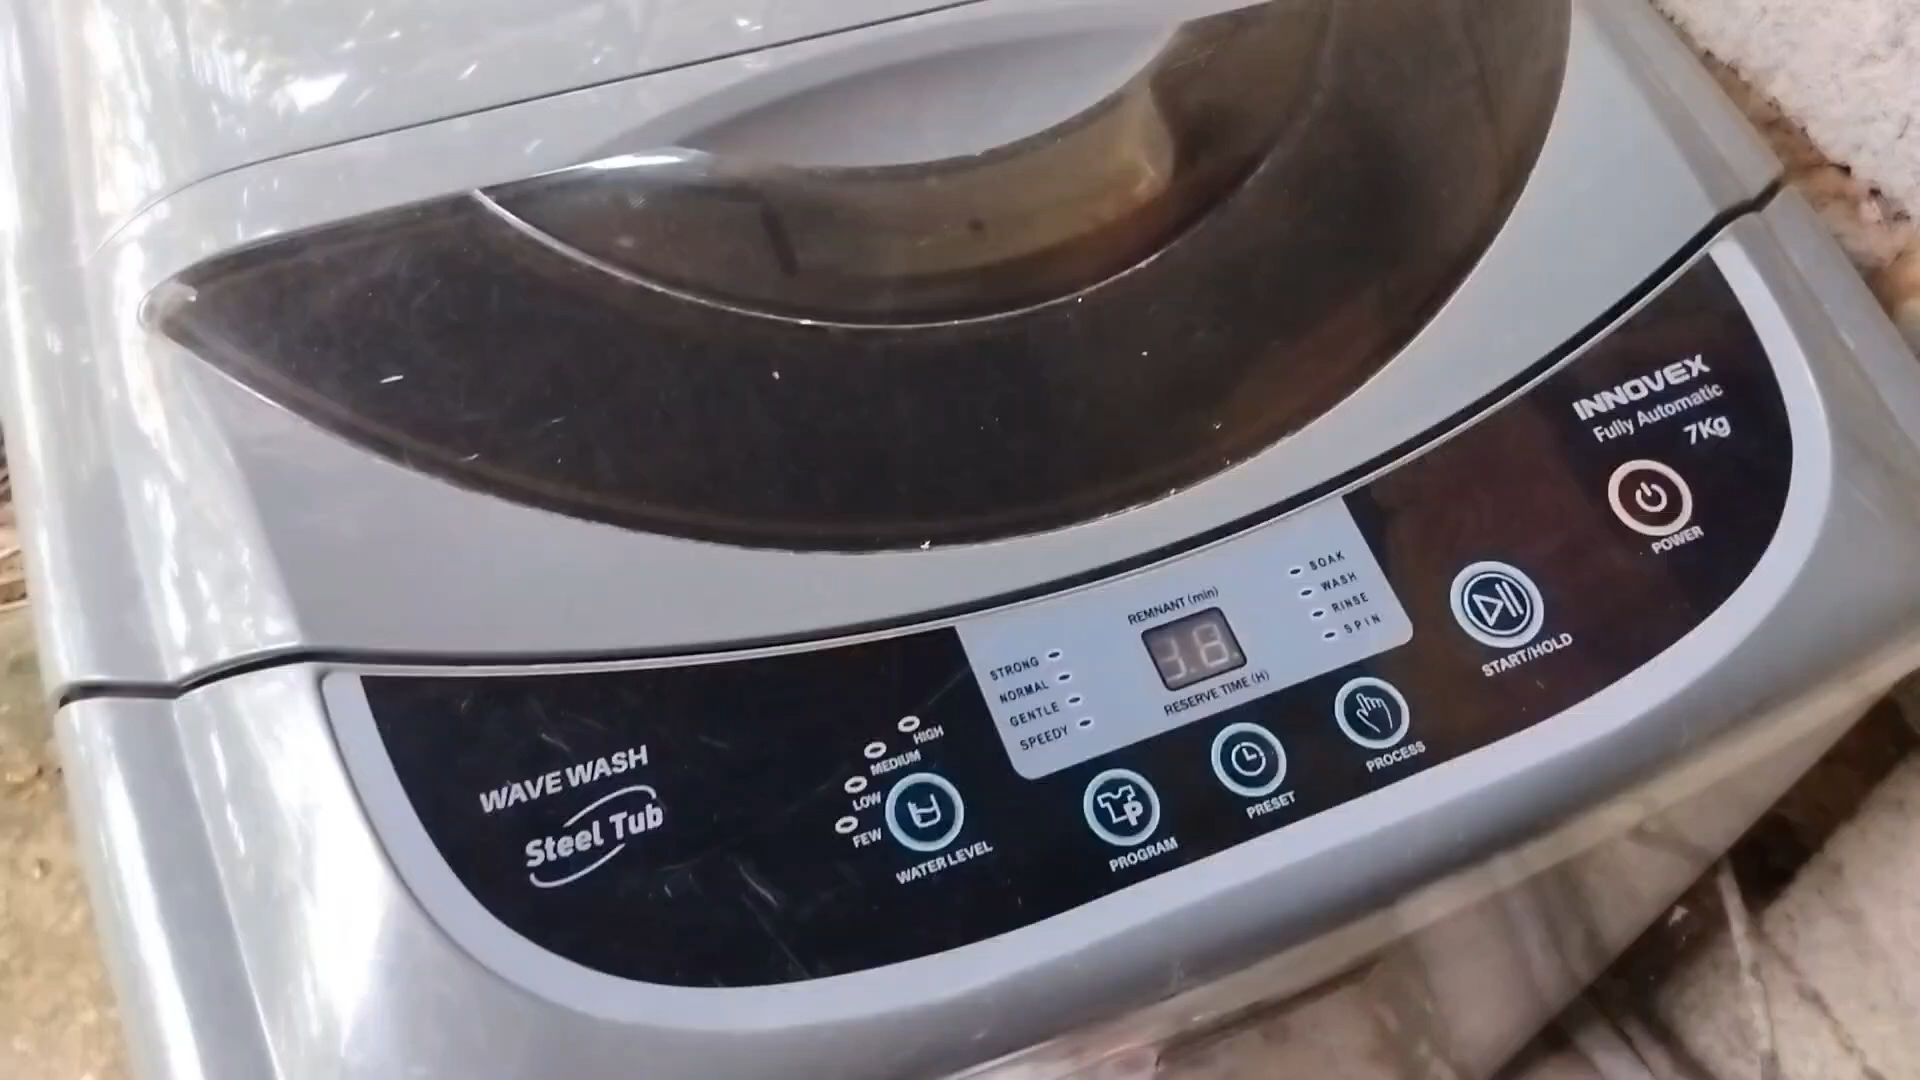 INNOVEX
Fully Automatic
7Kg
POWER
START/HOLD
SOAK
WASH
RINSE
SPIN
REMNANT (min)
RESERVE TIME (H)
STRONG
NORMAL
GENTLE
SPEEDY
PROCESS
PRESET
PROGRAM
HIGH
MEDIUM
LOW
FEW
WATER LEVEL
WAVE WASH
Steel Tub